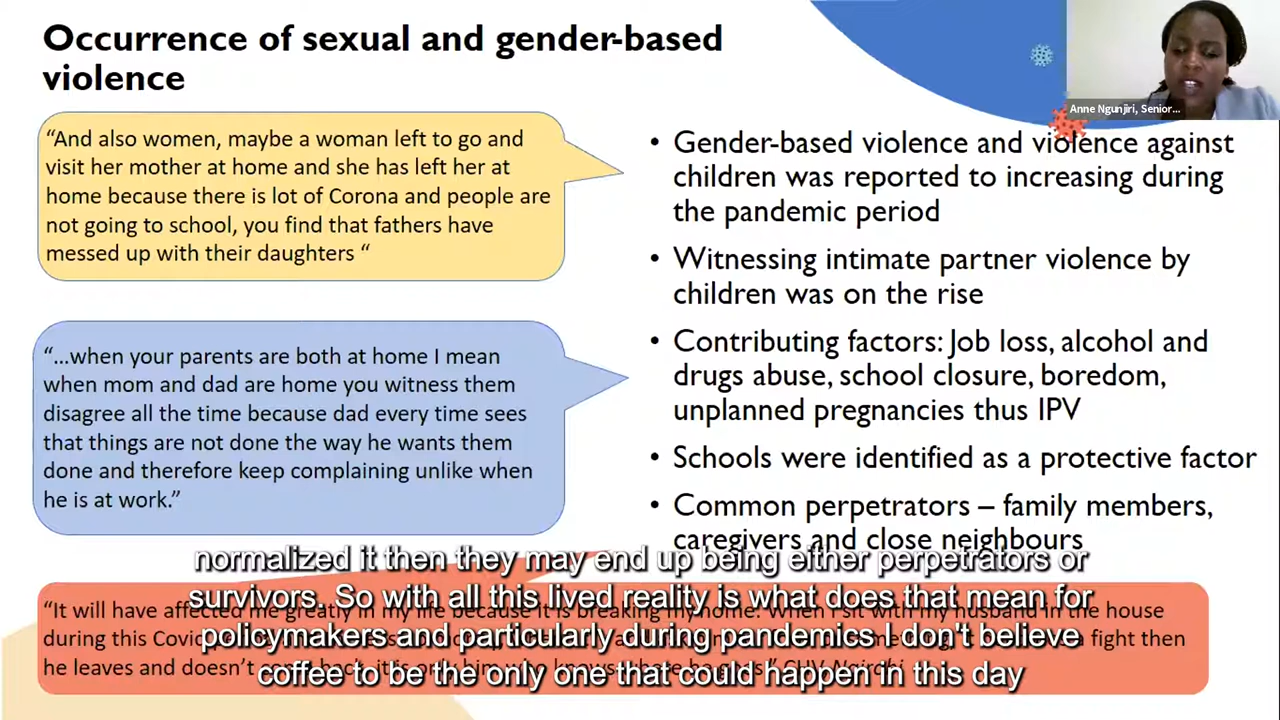 Occurrence of sexual and gender-based
violence
Anne Ngunjiri, Senior...
“And also women, maybe a woman left to go and
visit her mother at home and she has left her at
home because there is lot of Corona and people are
not going to school, you find that fathers have
messed up with their daughters “
“...when your parents are both at home I mean
when mom and dad are home you witness them
disagree all the time because dad every time sees
that things are not done the way he wants them
done and therefore keep complaining unlike when
he is at work.”
• Gender-based violence and violence against
children was reported to increasing during
the pandemic period
• Witnessing intimate partner violence by
children was on the rise
• Contributing factors: Job loss, alcohol and
drugs abuse, school closure, boredom,
unplanned pregnancies thus IPV
• Schools were identified as a protective factor
• Common perpetrators – family members,
caregivers and close neighbours
“It will have affected me greatly in my life because it is breaking my home. When I sit with my husband in the house
during this Covid a fight then
he leaves and doesn’t
normalized it then they may end up being either perpetrators or
survivors. So with all this lived reality is what does that mean for
policymakers and particularly during pandemics I don't believe
coffee to be the only one that could happen in this day